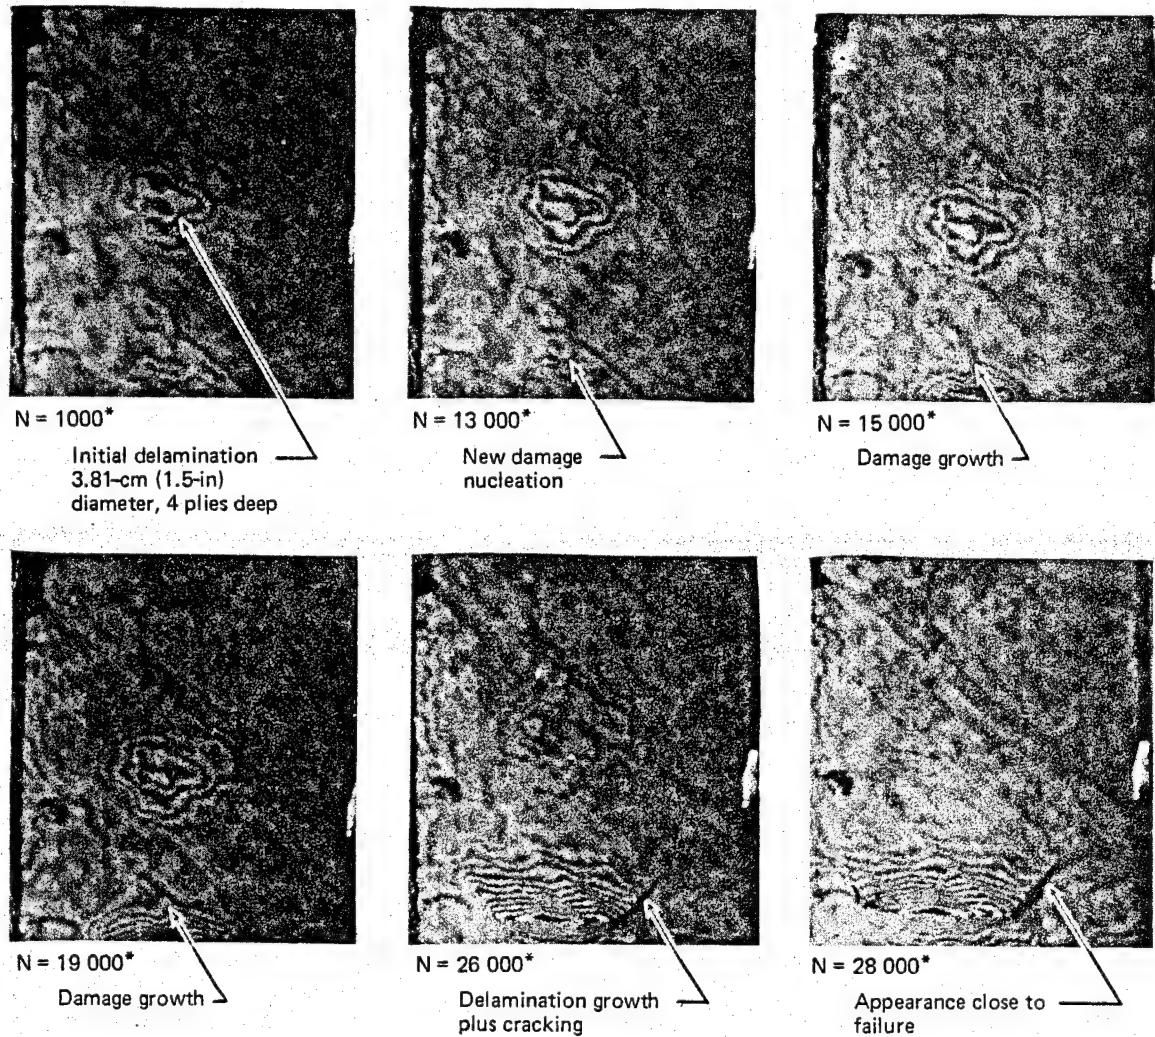 N = 1000*
Initial delamination
3.81-cm (1.5-in)
diameter, 4 plies deep
N = 13 000*
New damage
nucleation
N = 15 000*
Damage growth
N = 19 000*
Damage growth
N = 26 000*
Delamination growth
plus cracking
N = 28 000*
Appearance close to
failure